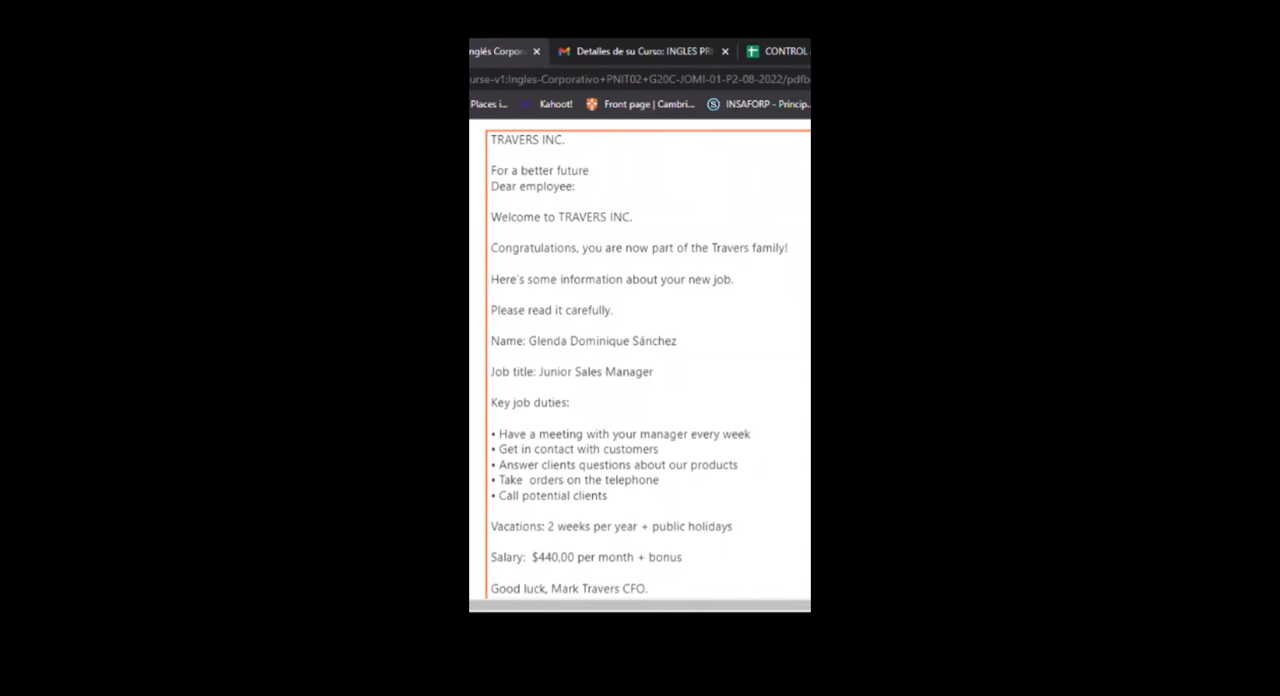 nglés Corpor
Detalles de su Curso: INGLES PRI
CONTROL
urse-v1:Ingles-Corporativo+PNIT02+G20C-JOMI-01-P2-08-2022/pdfb
Places i...
Kahoot!
Front page | Cambri...
INSAFORP - Princip...
TRAVERS INC.
For a better future
Dear employee:
Welcome to TRAVERS INC.
Congratulations, you are now part of the Travers family!
Here's some information about your new job.
Please read it carefully.
Name: Glenda Dominique Sánchez
Job title: Junior Sales Manager
Key job duties:
• Have a meeting with your manager every week
• Get in contact with customers
• Answer clients questions about our products
• Take orders on the telephone
• Call potential clients
Vacations: 2 weeks per year + public holidays
Salary: $440,00 per month + bonus
Good luck, Mark Travers CFO.